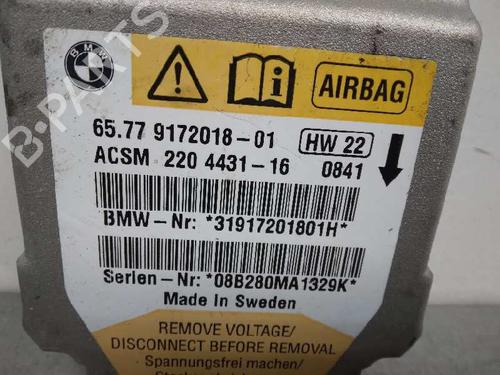 BMW
AIRBAG
65.77 9172018-01 HW 22
ACSM 220 4431-16 0841
BMW-Nr: *31917201801H*
Serien-Nr: *08B280MA1329K*
Made In Sweden
REMOVE VOLTAGE/
DISCONNECT BEFORE REMOVAL
Spannungsfrei machen/
B-PARTS